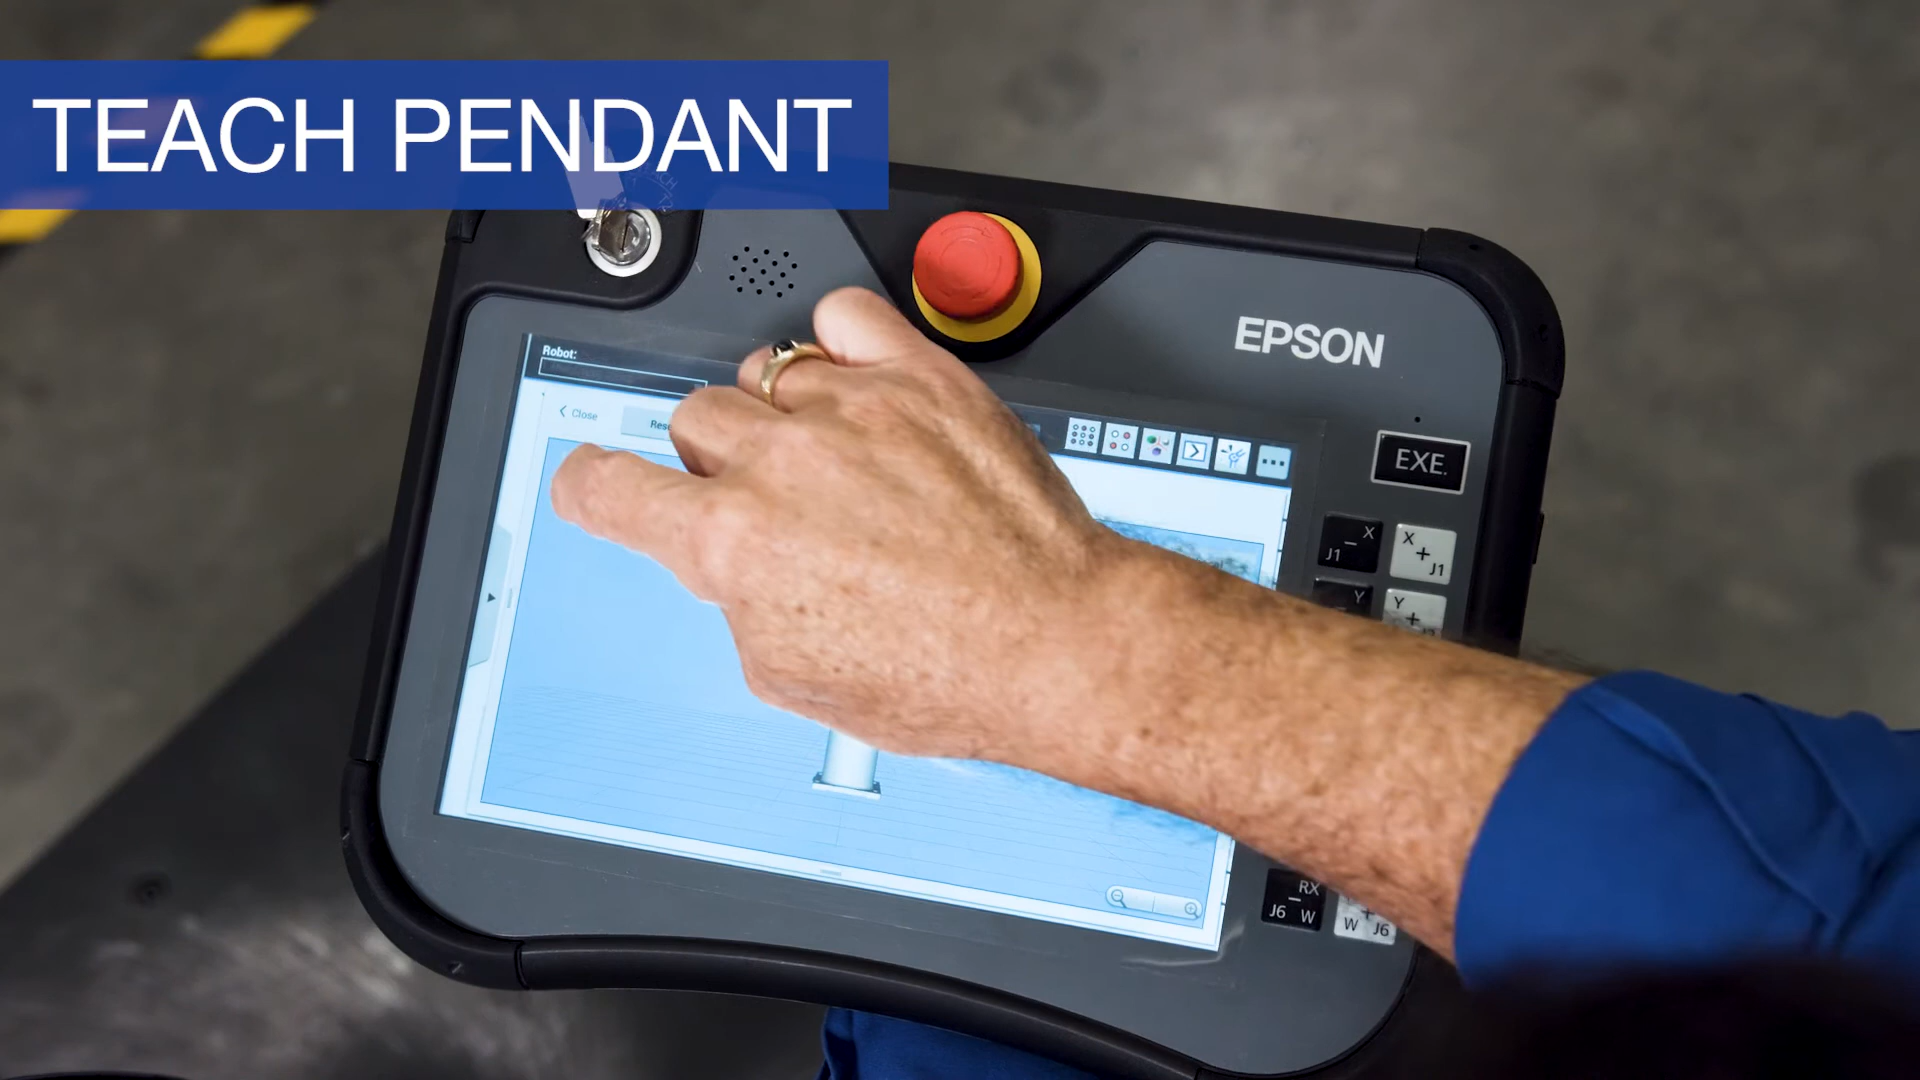 TEACH PENDANT
EPSON
Robot:
Close
EXE.
X
J1 −
X
+ J1
Y
Y
+
RX
−
J6 W
+
W J6